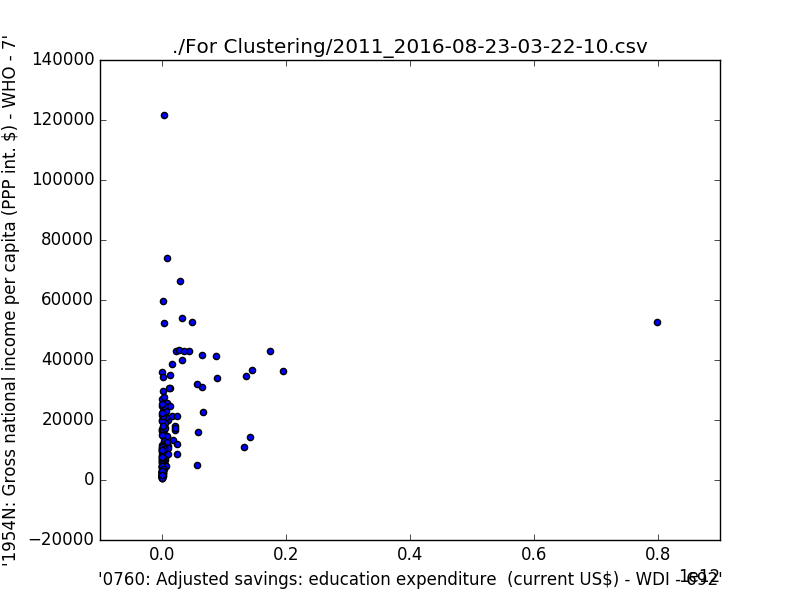 ./For Clustering/2011_2016-08-23-03-22-10.csv
'1954N: Gross national income per capita (PPP int. $) - WHO - 7'
140000
120000
100000
80000
60000
40000
20000
0
−20000
0.0 0.2 0.4 0.6 0.8
1e12
'0760: Adjusted savings: education expenditure (current US$) - WDI - 692'